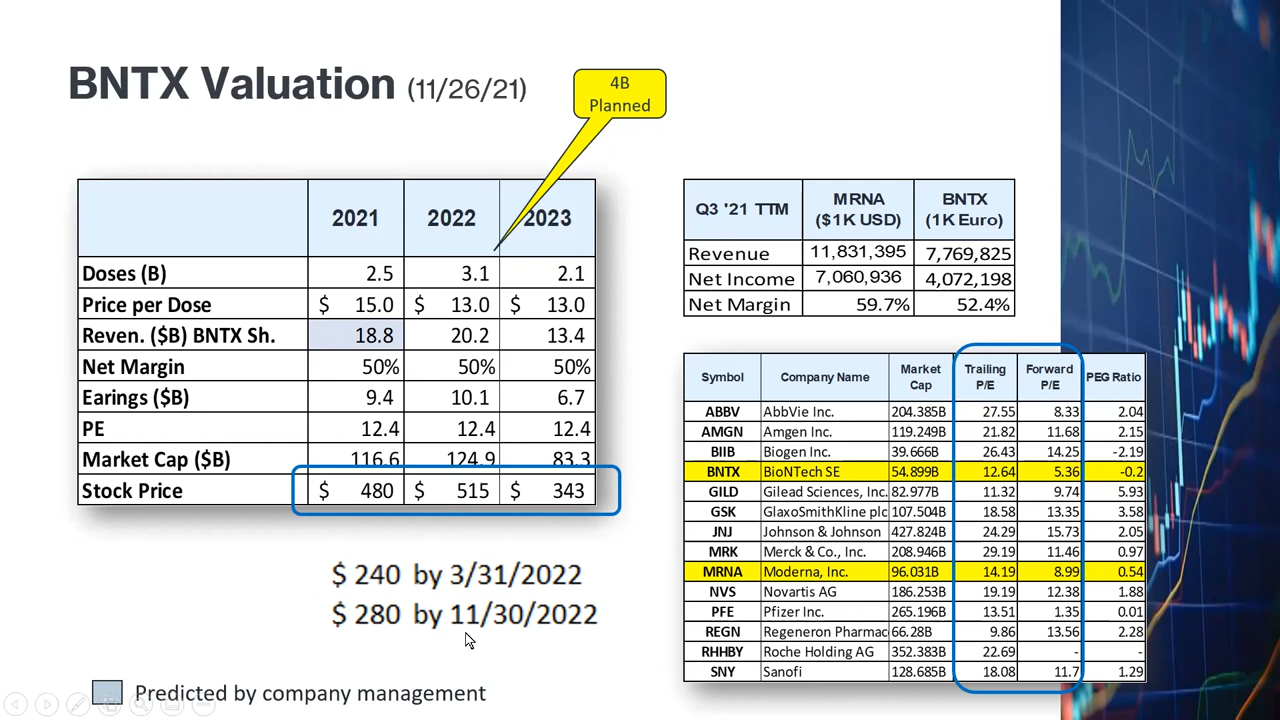 BNTX Valuation (11/26/21)
4B
Planned
2021 2022 2023
Doses (B) 2.5 3.1 2.1
Price per Dose $ 15.0 $ 13.0 $ 13.0
Reven. ($B) BNTX Sh. 18.8 20.2 13.4
Net Margin 50% 50% 50%
Earings ($B) 9.4 10.1 6.7
PE 12.4 12.4 12.4
Market Cap ($B) 116.6 124.9 83.3
Stock Price $ 480 $ 515 $ 343
$ 240 by 3/31/2022
$ 280 by 11/30/2022
Predicted by company management
Q3 '21 TTM MRNA ($1K USD) BNTX (1K Euro)
Revenue 11,831,395 7,769,825
Net Income 7,060,936 4,072,198
Net Margin 59.7% 52.4%
Symbol Company Name Market Cap Trailing P/E Forward P/E PEG Ratio
ABBV AbbVie Inc. 204.385B 27.55 8.33 2.04
AMGN Amgen Inc. 119.249B 21.82 11.68 2.15
BIIB Biogen Inc. 39.666B 26.43 14.25 -2.19
BNTX BioNTech SE 54.899B 12.64 5.36 -0.2
GILD Gilead Sciences, Inc. 82.977B 11.32 9.74 5.93
GSK GlaxoSmithKline plc 107.504B 18.58 13.35 3.58
JNJ Johnson & Johnson 427.824B 24.29 15.73 2.05
MRK Merck & Co., Inc. 208.946B 29.19 11.46 0.97
MRNA Moderna, Inc. 96.031B 14.19 8.99 0.54
NVS Novartis AG 186.253B 19.19 12.38 1.88
PFE Pfizer Inc. 265.196B 13.51 1.35 0.01
REGN Regeneron Pharmac 66.28B 9.86 13.56 2.28
RHHBY Roche Holding AG 352.383B 22.69 - -
SNY Sanofi 128.685B 18.08 11.7 1.29